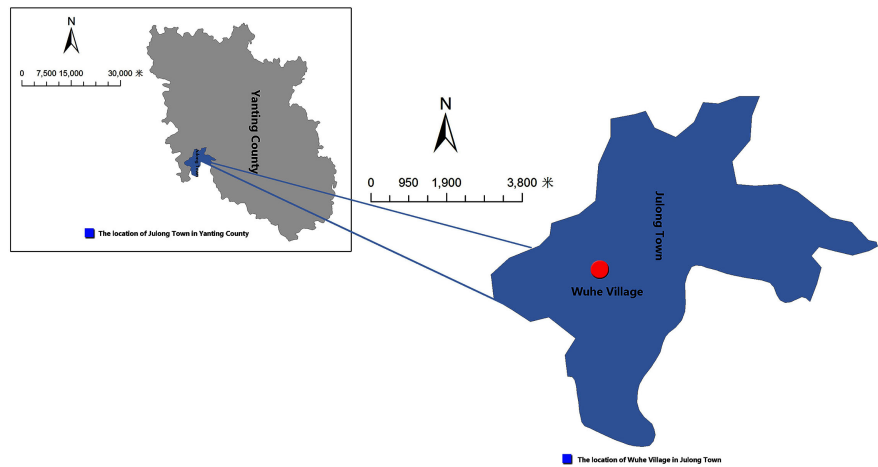 N
0 7,500 15,000 30,000 米
Yanting County
The location of Julong Town in Yanting County
N
0 950 1,900 3,800 米
Julong Town
Wuhe Village
The location of Wuhe Village in Julong Town